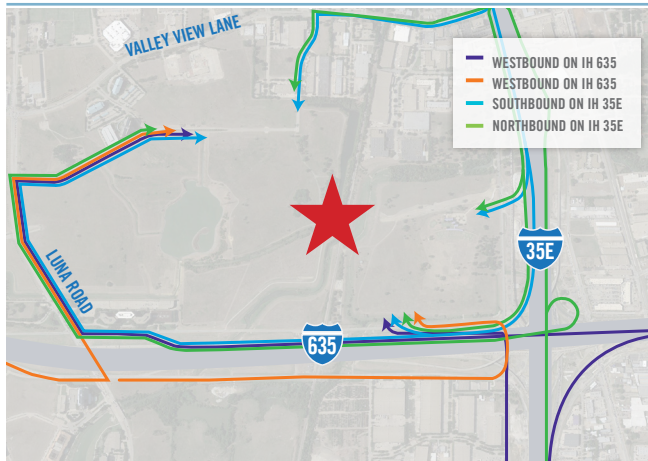 VALLEY VIEW LANE
WESTBOUND ON IH 635
WESTBOUND ON IH 635
SOUTHBOUND ON IH 35E
NORTHBOUND ON IH 35E
35E
LUNA ROAD
635